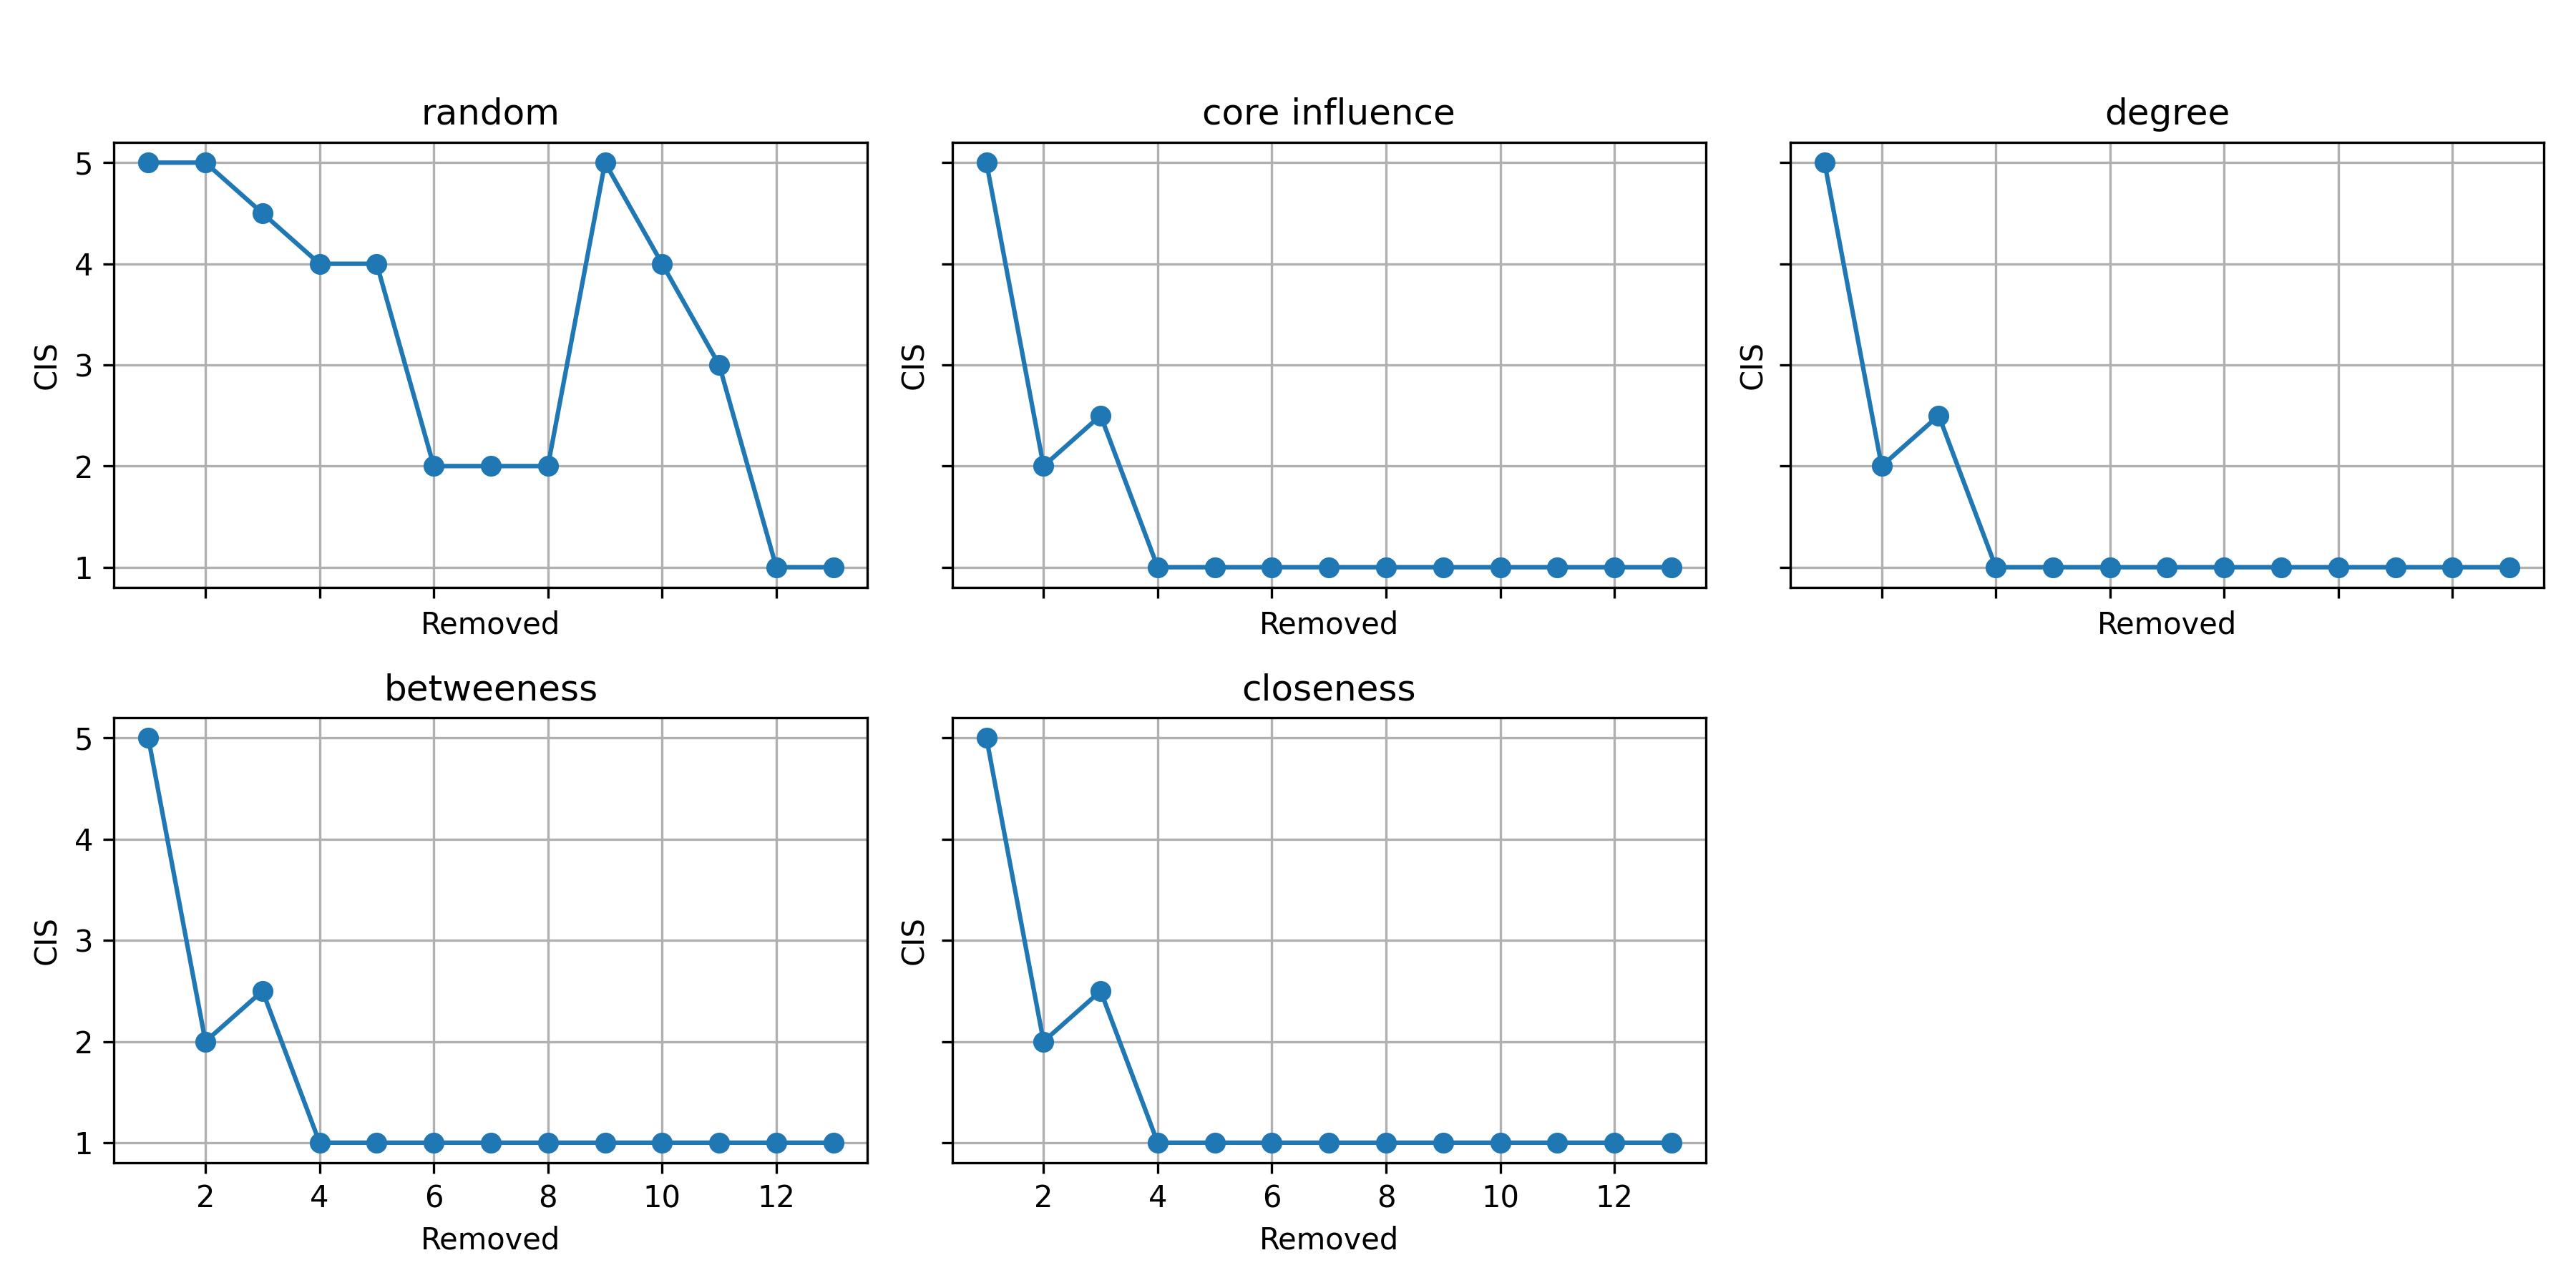 random
core influence
degree
5
4
3
2
1
CIS
CIS
CIS
Removed
Removed
Removed
betweeness
closeness
5
4
3
2
1
CIS
CIS
2 4 6 8 10 12
2 4 6 8 10 12
Removed
Removed